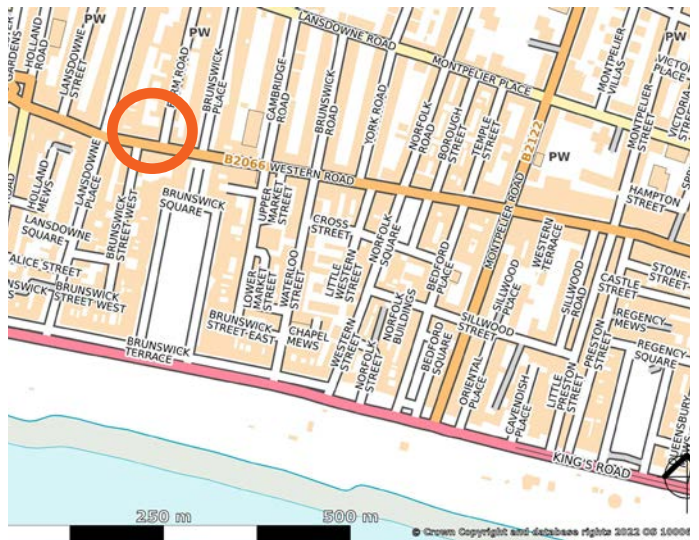 PW
PW
PW
GARDENS
HOLLAND
ROAD
LANSDOWNE
STREET
ROAD
BRUNSWICK
PLACE
CAMBRIDGE
ROAD
BRUNSWICK
ROAD
LANSDOWNE ROAD
YORK ROAD
MONTPELIER PLACE
NORFOLK
ROAD
BOROUGH
STREET
TEMPLE
STREET
B2122
PW
MONTPELIER
VILLAS
MONTPELIER
STREET
VICTORIA
STREET
HAMPTON
STREET
B2066 WESTERN ROAD
HOLLAND
MEWS
LANSDOWNE
PLACE
BRUNSWICK
STREET WEST
BRUNSWICK
SQUARE
UPPER
MARKET
STREET
CROSS
STREET
NORFOLK
SQUARE
BEDFORD
PLACE
MONTPELIER ROAD
WESTERN
TERRACE
SILLWOOD
PLACE
SILLWOOD
ROAD
CASTLE
STREET
STREET
LANSDOWNE
SQUARE
ALICE STREET
BRUNSWICK
STREET WEST
LOWER
MARKET
STREET
WATERLOO
STREET
LITTLE
WESTERN
STREET
BRUNSWICK
STREET EAST
CHAPEL
MEWS
WESTERN
STREET
NORFOLK
STREET
NORFOLK
BUILDINGS
BEDFORD
SQUARE
SILLWOOD
STREET
ORIENTAL
PLACE
CAVENDISH
PLACE
LITTLE
PRESTON
STREET
PRESTON
STREET
REGENCY
MEWS
REGENCY
SQUARE
BRUNSWICK
TERRACE
KING'S ROAD
250 m
500 m
© Crown Copyright and database rights 2022 OS